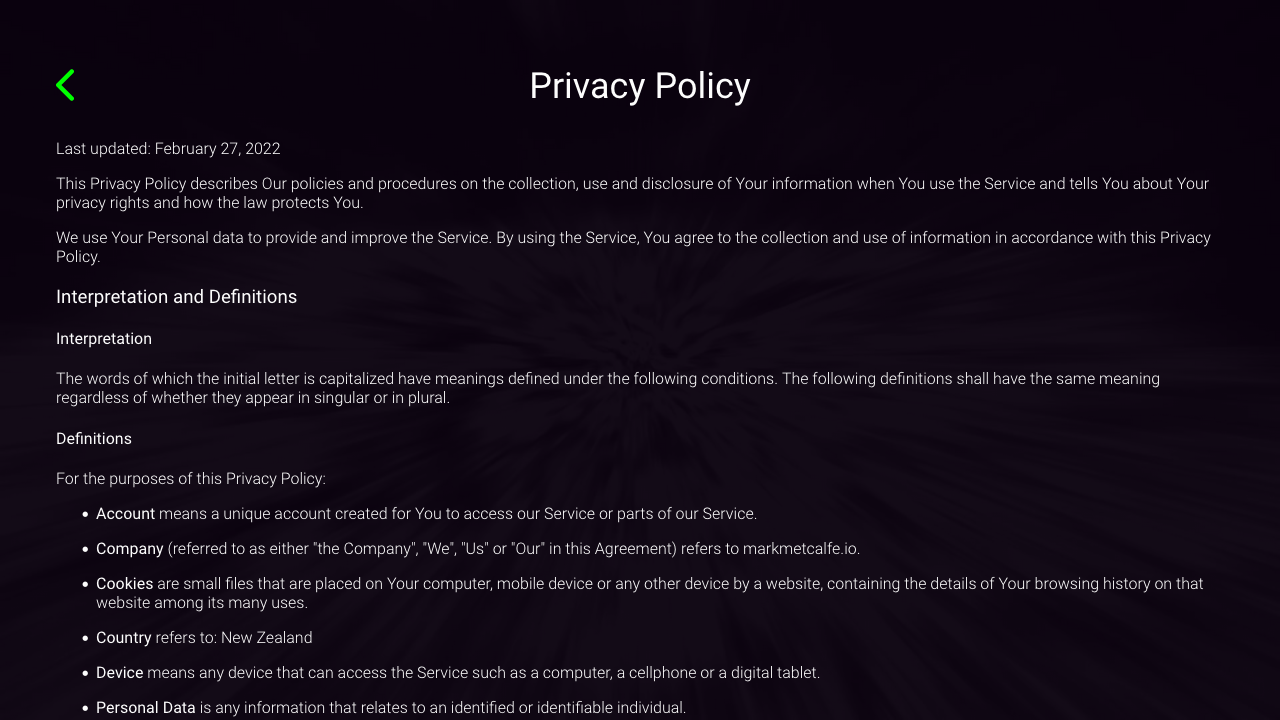 Privacy Policy
Last updated: February 27, 2022
This Privacy Policy describes Our policies and procedures on the collection, use and disclosure of Your information when You use the Service and tells You about Your
privacy rights and how the law protects You.
We use Your Personal data to provide and improve the Service. By using the Service, You agree to the collection and use of information in accordance with this Privacy
Policy.
Interpretation and Definitions
Interpretation
The words of which the initial letter is capitalized have meanings defined under the following conditions. The following definitions shall have the same meaning
regardless of whether they appear in singular or in plural.
Definitions
For the purposes of this Privacy Policy:
• Account means a unique account created for You to access our Service or parts of our Service.
• Company (referred to as either "the Company", "We", "Us" or "Our" in this Agreement) refers to markmetcalfe.io.
• Cookies are small files that are placed on Your computer, mobile device or any other device by a website, containing the details of Your browsing history on that
website among its many uses.
• Country refers to: New Zealand
• Device means any device that can access the Service such as a computer, a cellphone or a digital tablet.
• Personal Data is any information that relates to an identified or identifiable individual.